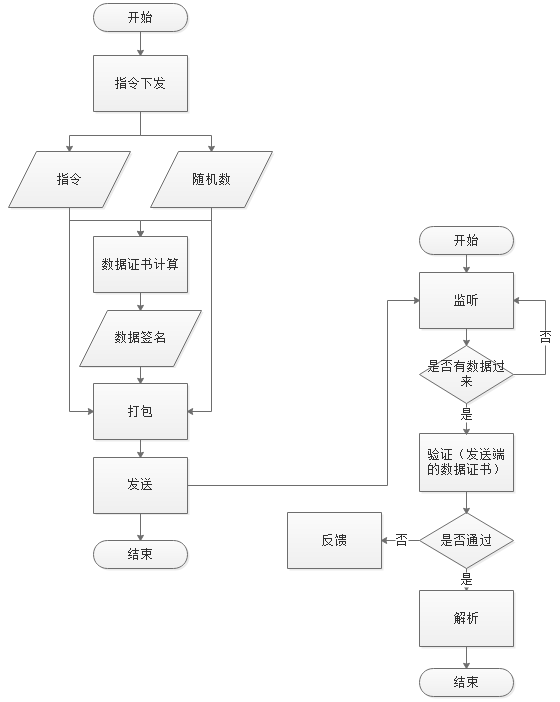 开始
指令下发
指令
随机数
数据证书计算
数据签名
打包
发送
结束
开始
监听
否
是否有数据过
来
是
验证（发送端
的数据证书）
是否通过
否
反馈
是
解析
结束